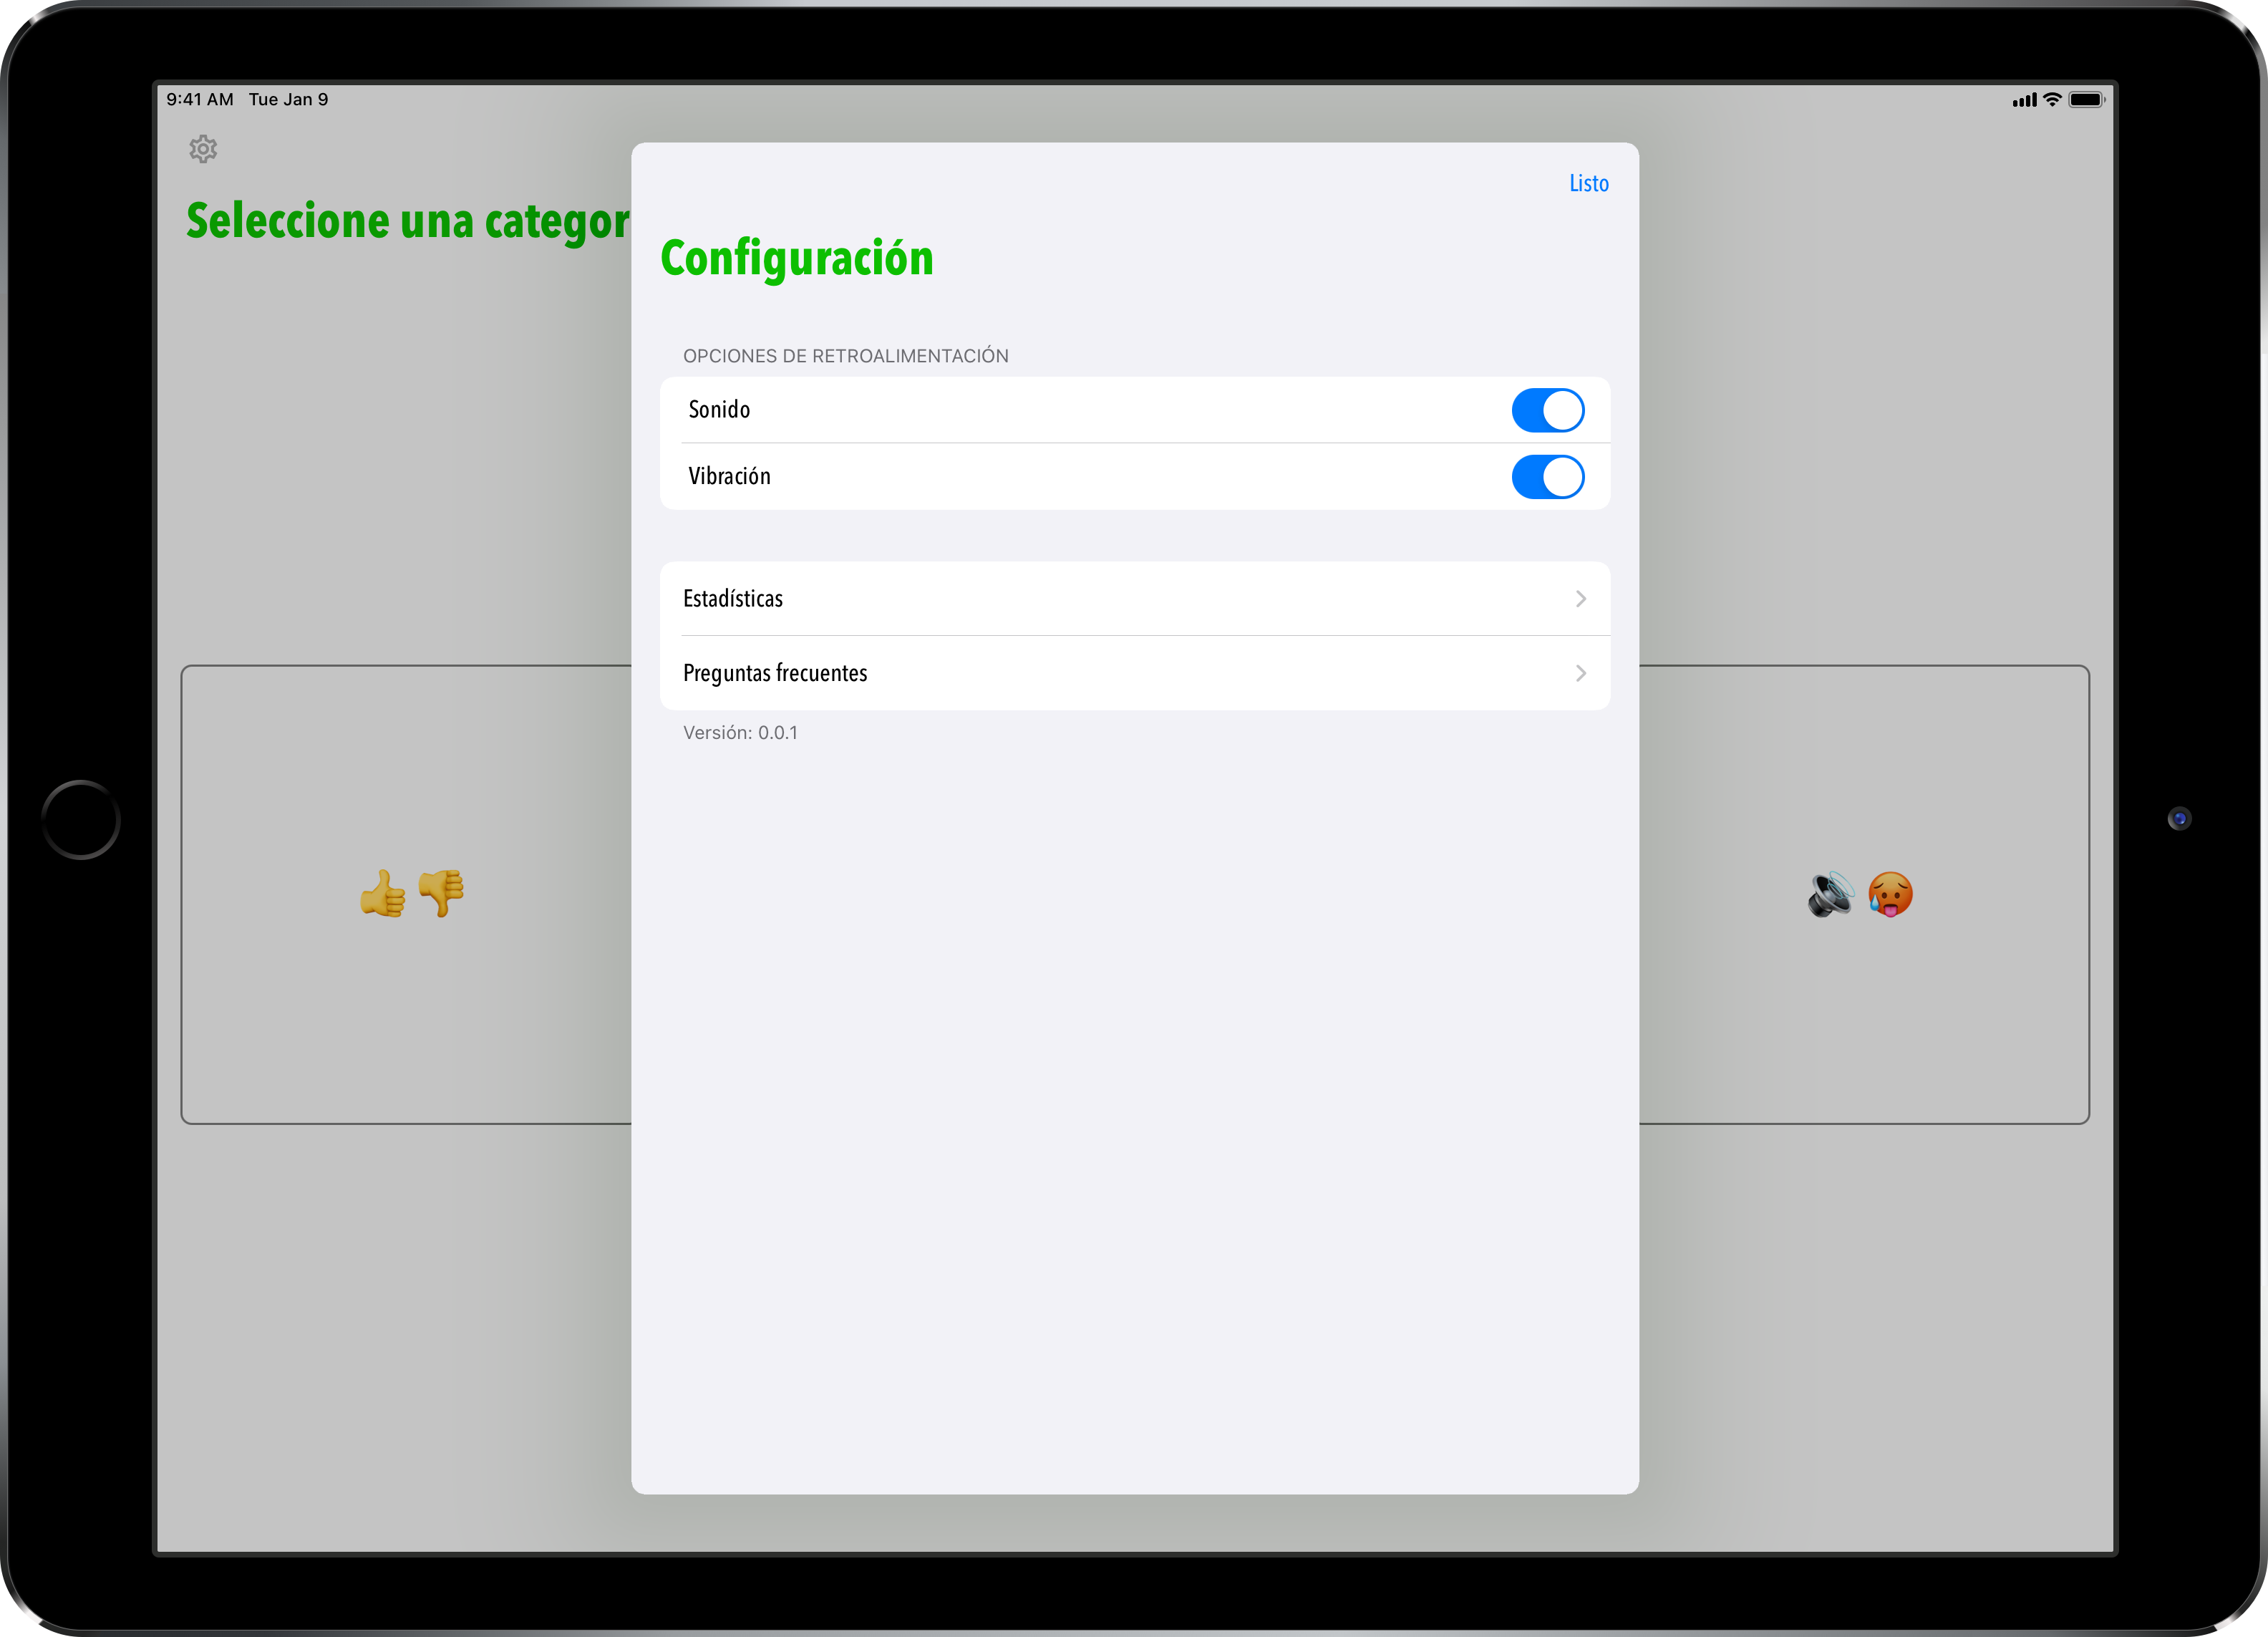 9:41 AM Tue Jan 9
Seleccione una categor
Listo
Configuración
OPCIONES DE RETROALIMENTACIÓN
Sonido
Vibración
Estadísticas
Preguntas frecuentes
Versión: 0.0.1